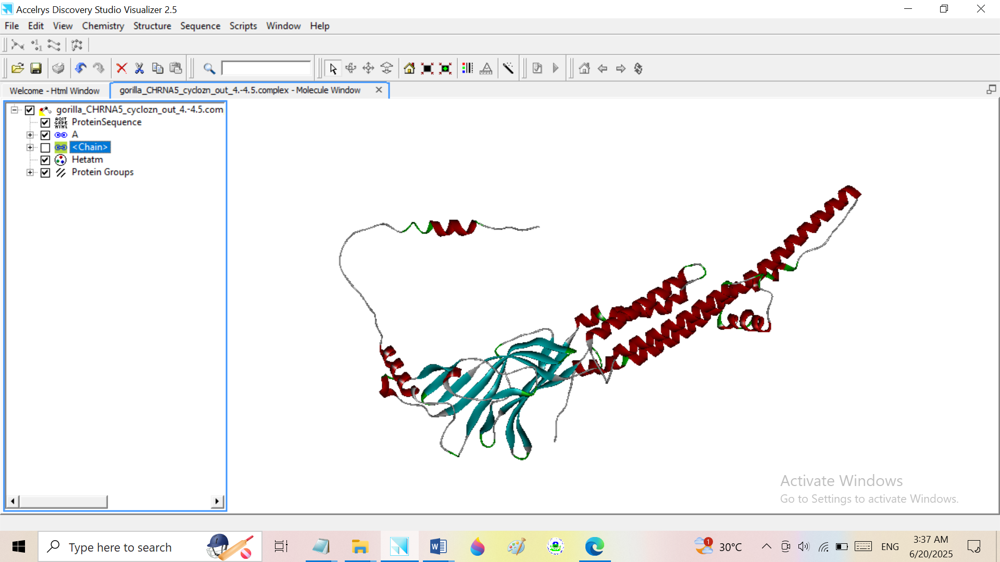 Accelrys Discovery Studio Visualizer 2.5
File Edit View Chemistry Structure Sequence Scripts Window Help
Welcome - Html Window
gorilla_CHRNA5_cyclozn_out_4.-4.5.complex - Molecule Window
gorilla_CHRNA5_cyclozn_out_4.-4.5.com
ProteinSequence
A
<Chain>
Hetatm
Protein Groups
Activate Windows
Go to Settings to activate Windows.
Type here to search
1
30°C
ENG
3:37 AM
6/20/2025